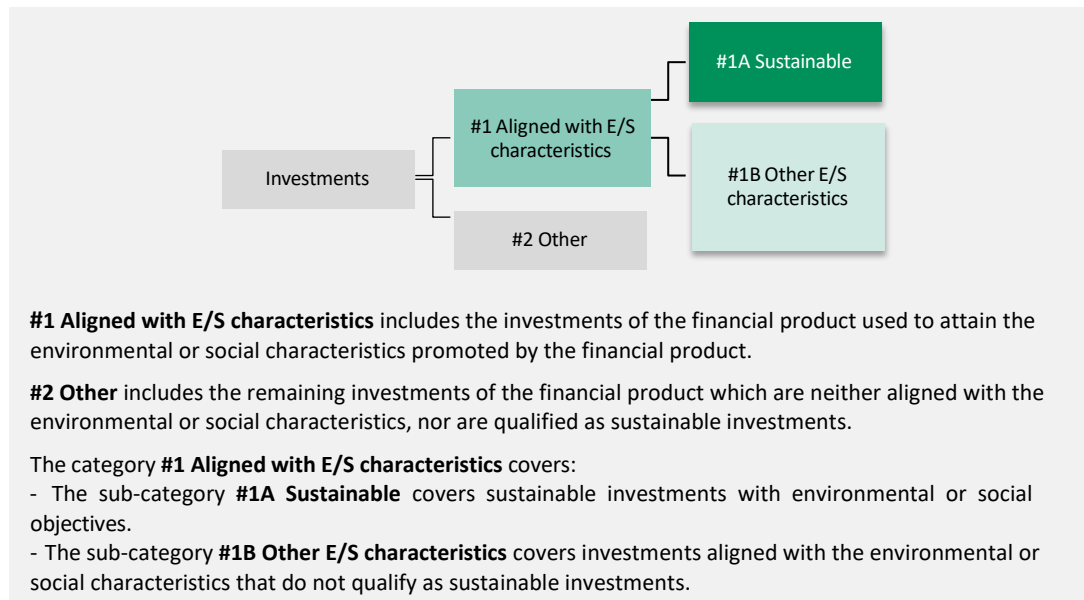 #1A Sustainable
#1 Aligned with E/S
characteristics
Investments
#1B Other E/S
characteristics
#2 Other
#1 Aligned with E/S characteristics includes the investments of the financial product used to attain the
environmental or social characteristics promoted by the financial product.
#2 Other includes the remaining investments of the financial product which are neither aligned with the
environmental or social characteristics, nor are qualified as sustainable investments.
The category #1 Aligned with E/S characteristics covers:
- The sub-category #1A Sustainable covers sustainable investments with environmental or social
objectives.
- The sub-category #1B Other E/S characteristics covers investments aligned with the environmental or
social characteristics that do not qualify as sustainable investments.